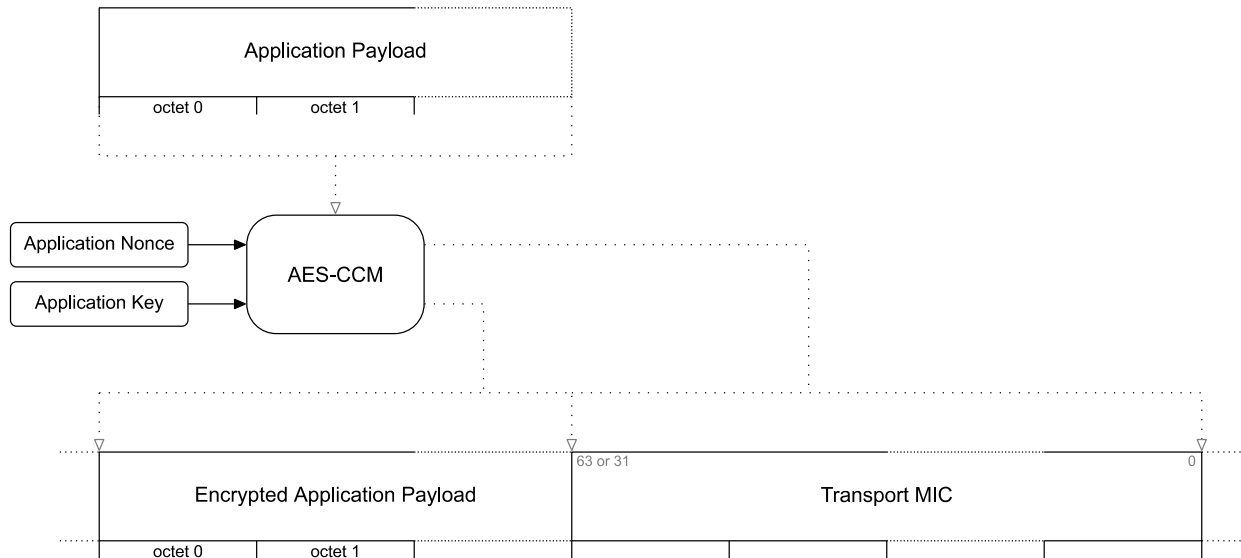 Application Payload
octet 0 octet 1
Application Nonce
AES-CCM
Application Key
63 or 31 0
Encrypted Application Payload Transport MIC
octet 0 octet 1